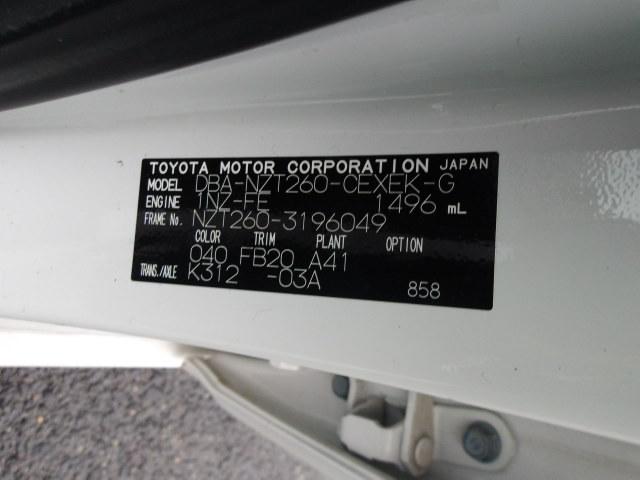 TOYOTA MOTOR CORPORATION JAPAN
MODEL DBA-NZT260-CEXEK-G
ENGINE 1NZ-FE 1496 mL
FRAME No. NZT260-3196049
COLOR TRIM PLANT OPTION
040 FB20 A41
TRANS./AXLE K312 -03A
858